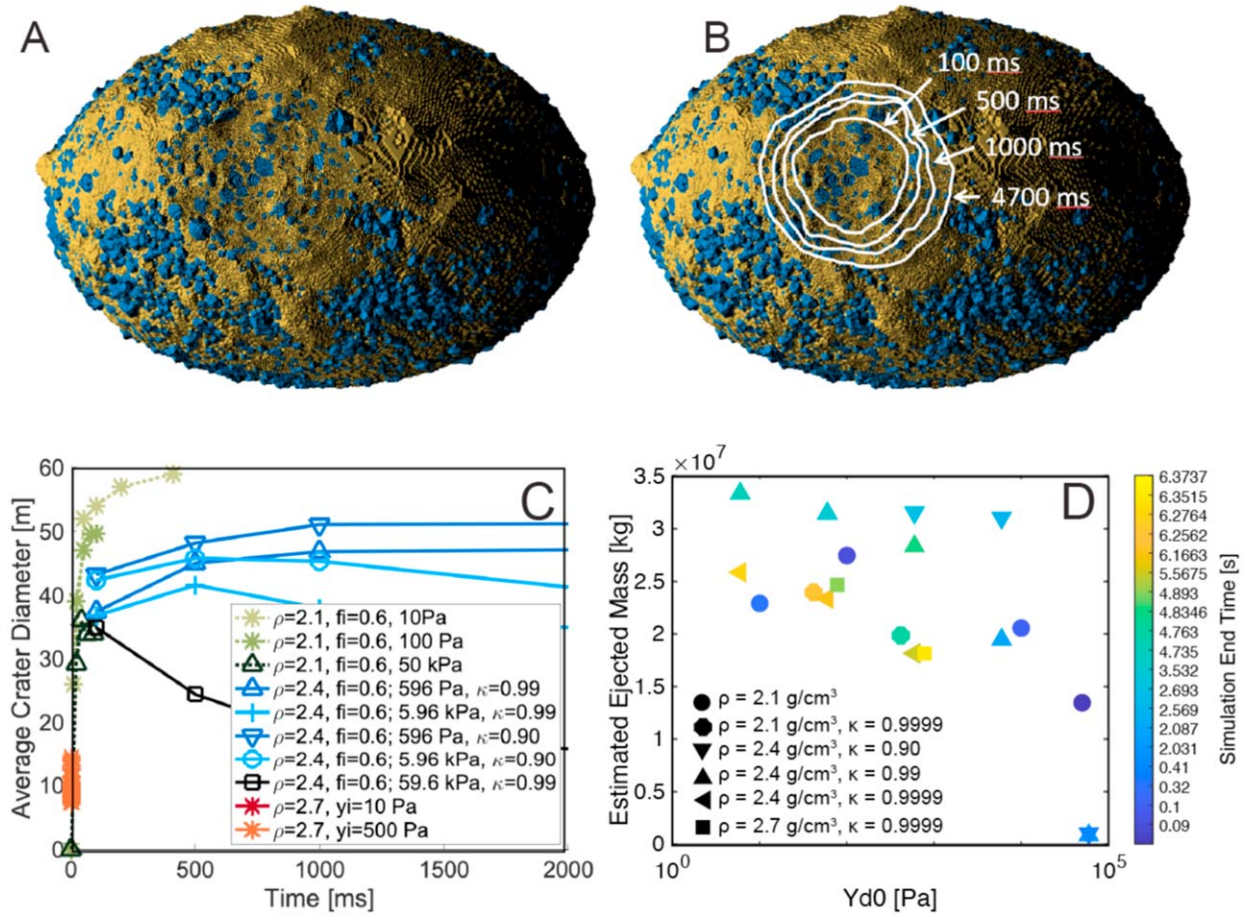 A
B
100 ms
500 ms
1000 ms
4700 ms
C
Average Crater Diameter [m]
60
50
40
30
20
10
0
0
500
1000
1500
2000
Time [ms]
ρ=2.1, fi=0.6, 10Pa
ρ=2.1, fi=0.6, 100 Pa
ρ=2.1, fi=0.6, 50 kPa
ρ=2.4, fi=0.6; 596 Pa, κ=0.99
ρ=2.4, fi=0.6; 5.96 kPa, κ=0.99
ρ=2.4, fi=0.6; 596 Pa, κ=0.90
ρ=2.4, fi=0.6; 5.96 kPa, κ=0.90
ρ=2.4, fi=0.6; 59.6 kPa, κ=0.99
ρ=2.7, yi=10 Pa
ρ=2.7, yi=500 Pa
D
×10⁷
Estimated Ejected Mass [kg]
3.5
3
2.5
2
1.5
1
0.5
0
10⁰
10⁵
Yd0 [Pa]
ρ = 2.1 g/cm³
ρ = 2.1 g/cm³, κ = 0.9999
ρ = 2.4 g/cm³, κ = 0.90
ρ = 2.4 g/cm³, κ = 0.99
ρ = 2.4 g/cm³, κ = 0.9999
ρ = 2.7 g/cm³, κ = 0.9999
6.3737
6.3515
6.2764
6.2562
6.1663
5.5675
4.893
4.8346
4.763
4.735
3.532
2.693
2.569
2.087
2.031
0.41
0.32
0.1
0.09
Simulation End Time [s]